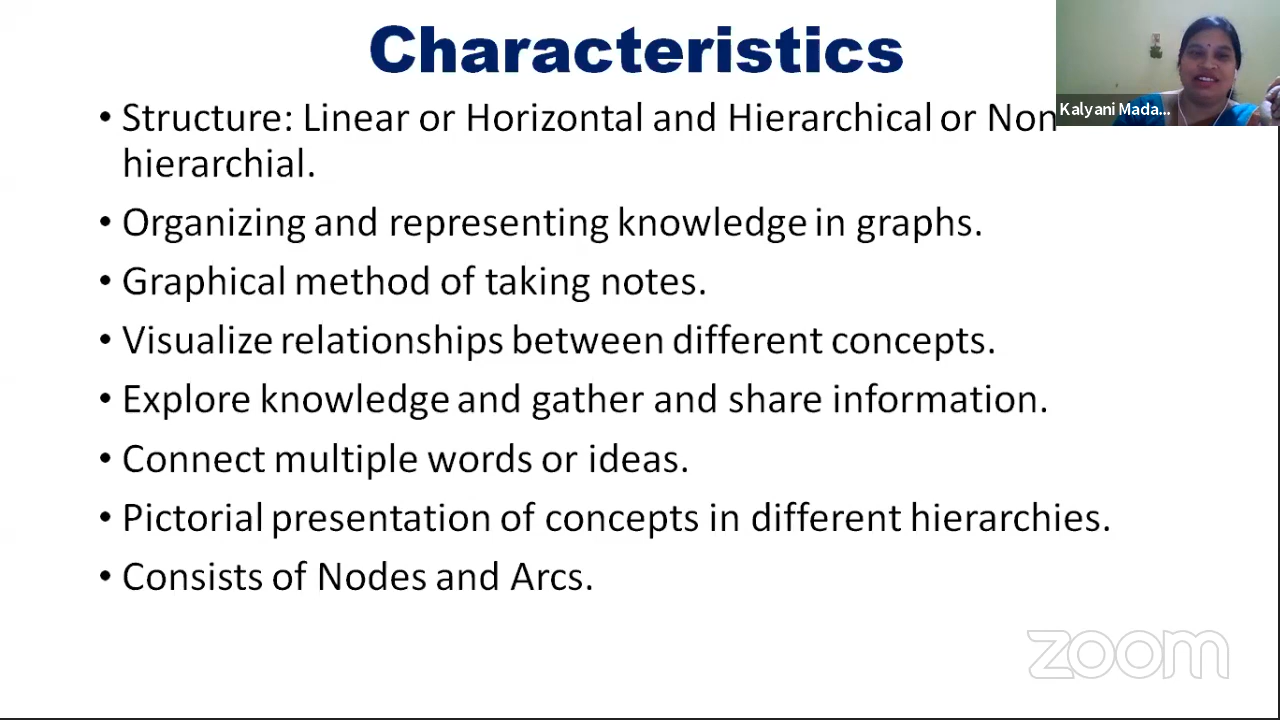 Characteristics
Kalyani Mada...
• Structure: Linear or Horizontal and Hierarchical or Non
hierarchial.
• Organizing and representing knowledge in graphs.
• Graphical method of taking notes.
• Visualize relationships between different concepts.
• Explore knowledge and gather and share information.
• Connect multiple words or ideas.
• Pictorial presentation of concepts in different hierarchies.
• Consists of Nodes and Arcs.
zoom